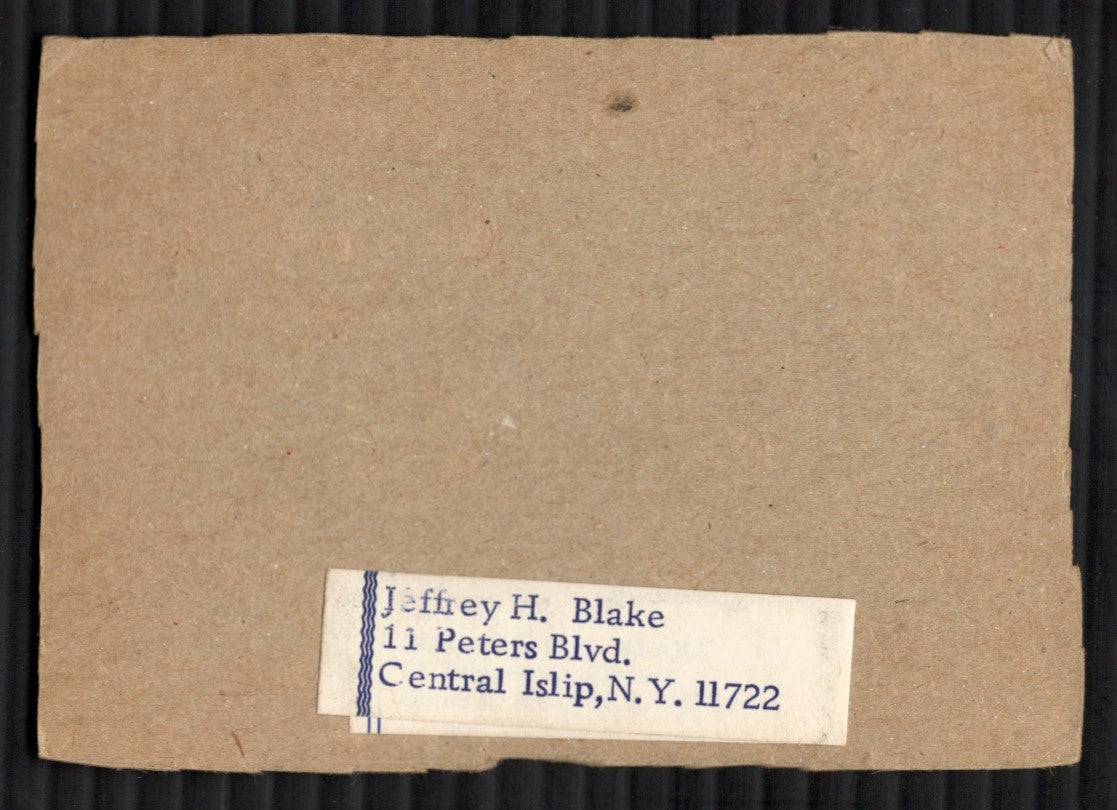 Jeffrey H. Blake
11 Peters Blvd.
Central Islip, N.Y. 11722